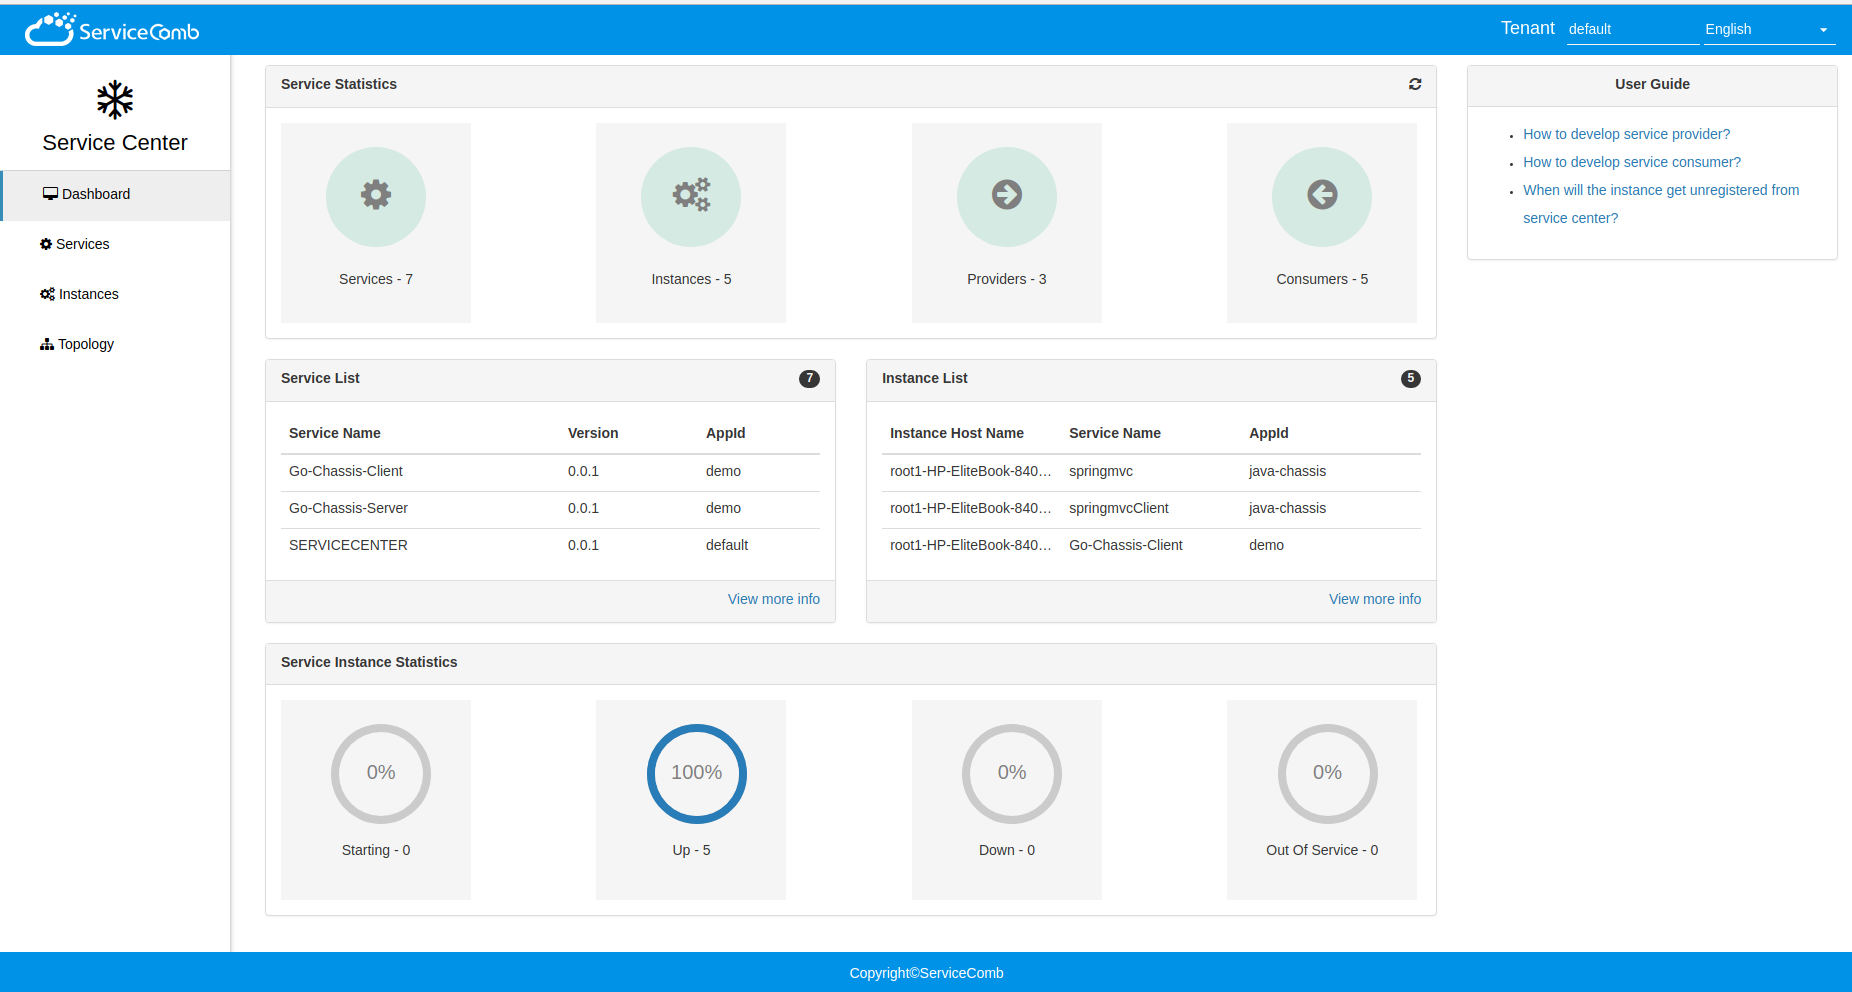 ServiceComb
Tenant default English
Service Center
Dashboard
Services
Instances
Topology
Service Statistics
Services - 7
Instances - 5
Providers - 3
Consumers - 5
User Guide
How to develop service provider?
How to develop service consumer?
When will the instance get unregistered from
service center?
Service List 7
Service Name Version AppId
Go-Chassis-Client 0.0.1 demo
Go-Chassis-Server 0.0.1 demo
SERVICECENTER 0.0.1 default
View more info
Instance List 5
Instance Host Name Service Name AppId
root1-HP-EliteBook-840… springmvc java-chassis
root1-HP-EliteBook-840… springmvcClient java-chassis
root1-HP-EliteBook-840… Go-Chassis-Client demo
View more info
Service Instance Statistics
0%
Starting - 0
100%
Up - 5
0%
Down - 0
0%
Out Of Service - 0
Copyright©ServiceComb